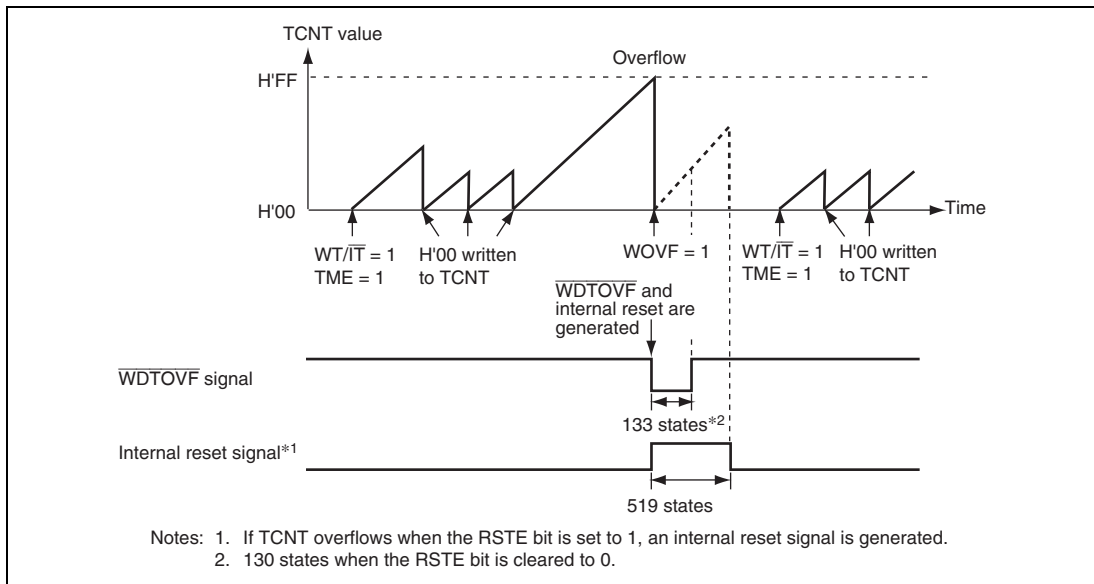 TCNT value
Overflow
H'FF
H'00
Time
WT/IT = 1
TME = 1
H'00 written
to TCNT
WOVF = 1
WT/IT = 1
TME = 1
H'00 written
to TCNT
WDTOVF and
internal reset are
generated
WDTOVF signal
133 states*2
Internal reset signal*1
519 states
Notes: 1. If TCNT overflows when the RSTE bit is set to 1, an internal reset signal is generated.
2. 130 states when the RSTE bit is cleared to 0.